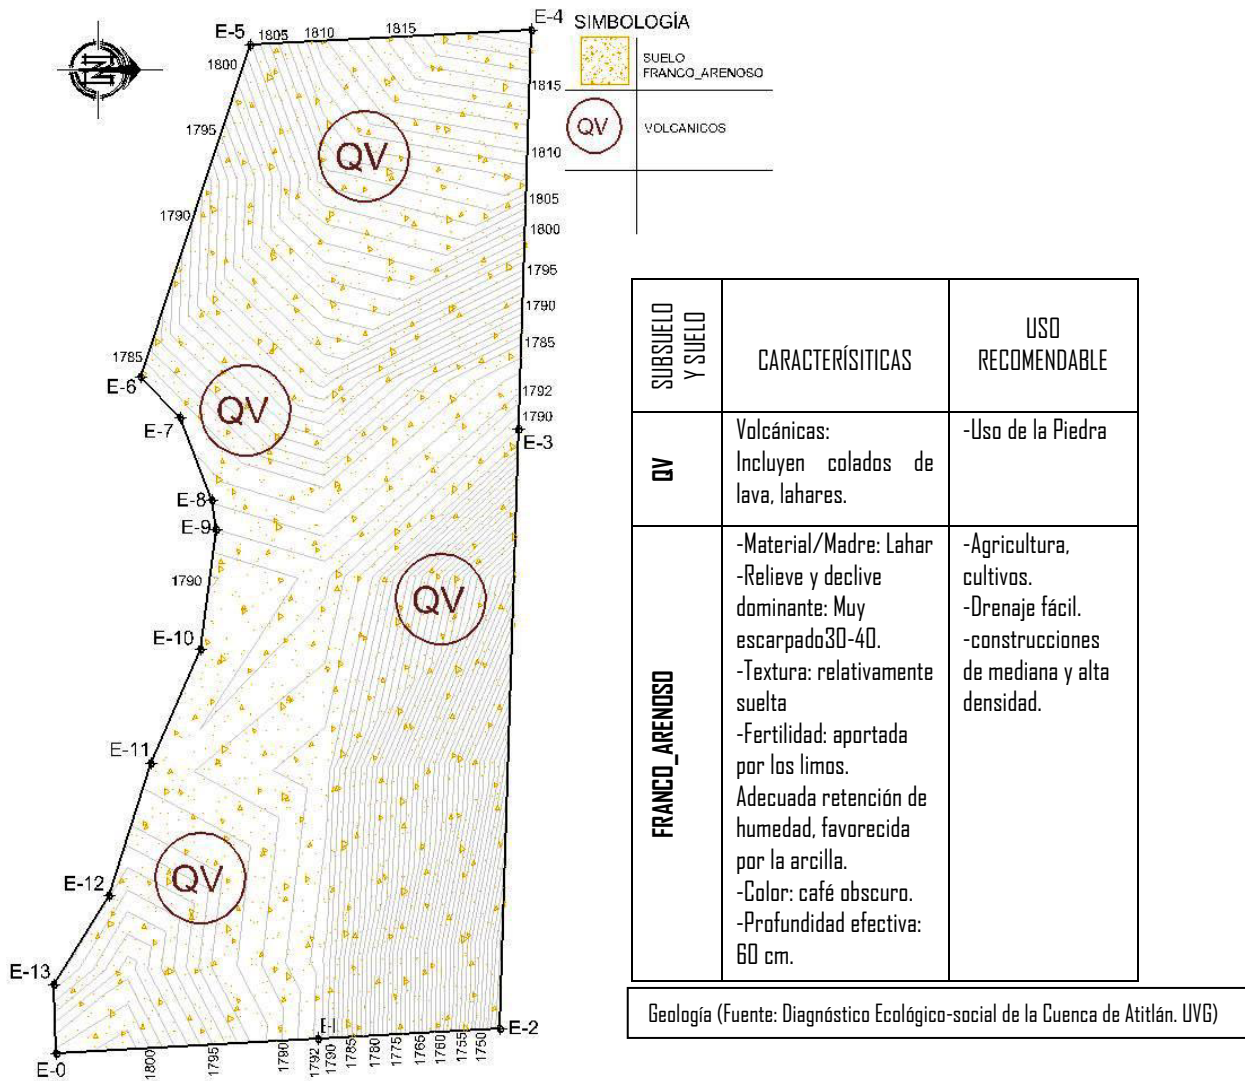 E-5
1805
1810
1815
E-4
1800
1795
1790
1785
E-6
E-7
E-8
E-9
1790
E-10
E-11
E-12
E-13
E-0
1800
1795
1790
1792
E-1
1790
1785
1780
1775
1765
1760
1755
1750
E-2
1815
1810
1805
1800
1795
1790
1785
1792
1790
E-3
QV
QV
QV
QV
SIMBOLOGÍA
SUELO
FRANCO_ARENOSO
QV
VOLCANICOS
SUBSUELO
Y SUELO
CARACTERÍSITICAS
USO
RECOMENDABLE
QV
Volcánicas:
Incluyen colados de
lava, lahares.
-Uso de la Piedra
FRANCO_ARENOSO
-Material/Madre: Lahar
-Relieve y declive
dominante: Muy
escarpado30-40.
-Textura: relativamente
suelta
-Fertilidad: aportada
por los limos.
Adecuada retención de
humedad, favorecida
por la arcilla.
-Color: café obscuro.
-Profundidad efectiva:
60 cm.
-Agricultura,
cultivos.
-Drenaje fácil.
-construcciones
de mediana y alta
densidad.
Geología (Fuente: Diagnóstico Ecológico-social de la Cuenca de Atitlán. UVG)